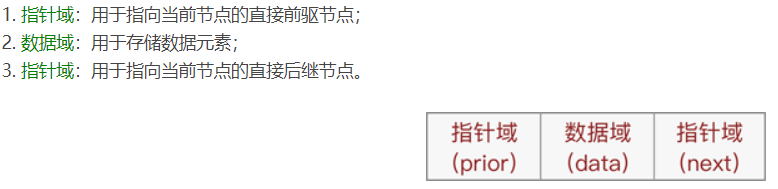 1. 指针域：用于指向当前节点的直接前驱节点；
2. 数据域：用于存储数据元素；
3. 指针域：用于指向当前节点的直接后继节点。
指针域 数据域 指针域
(prior) (data) (next)